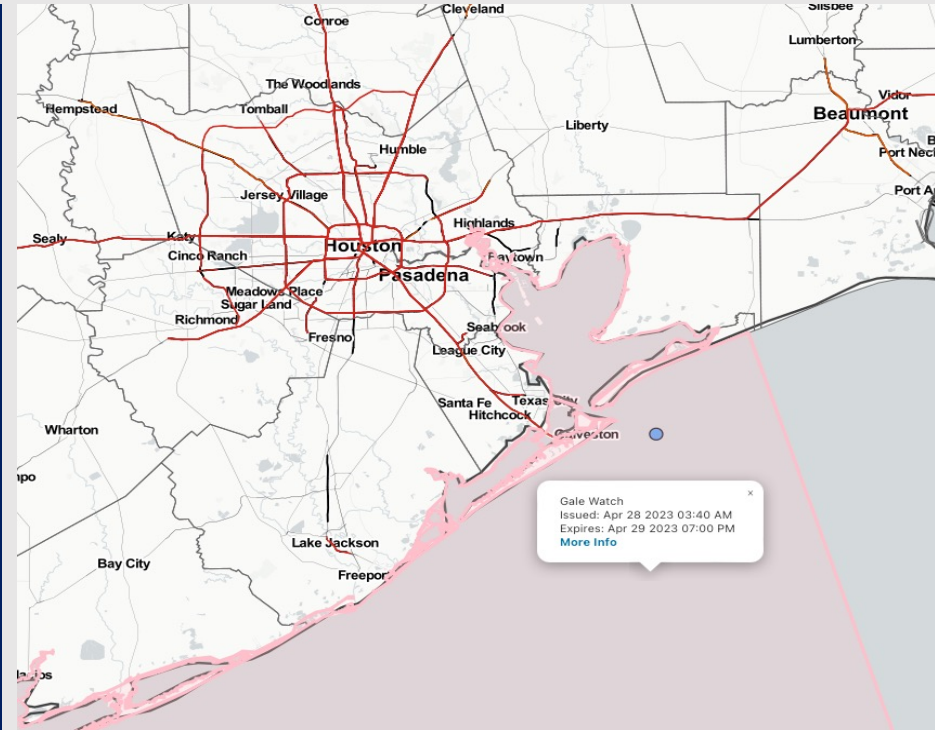 Cleveland
Silsbee
Conroe
Lumberton
The Woodlands
Hempstead
Tomball
Vidor
Beaumont
Liberty
Humble
Port Nec
Jersey Village
Port A
Highlands
Sealy
Katy
Houston
Cinco Ranch
Baytown
Pasadena
Meadows Place
Sugar Land
Richmond
Seabrook
Fresno
League City
Santa Fe
Texas City
Hitchcock
Wharton
Galveston
Gale Watch
Issued: Apr 28 2023 03:40 AM
Expires: Apr 29 2023 07:00 PM
More Info
Lake Jackson
Bay City
Freepor